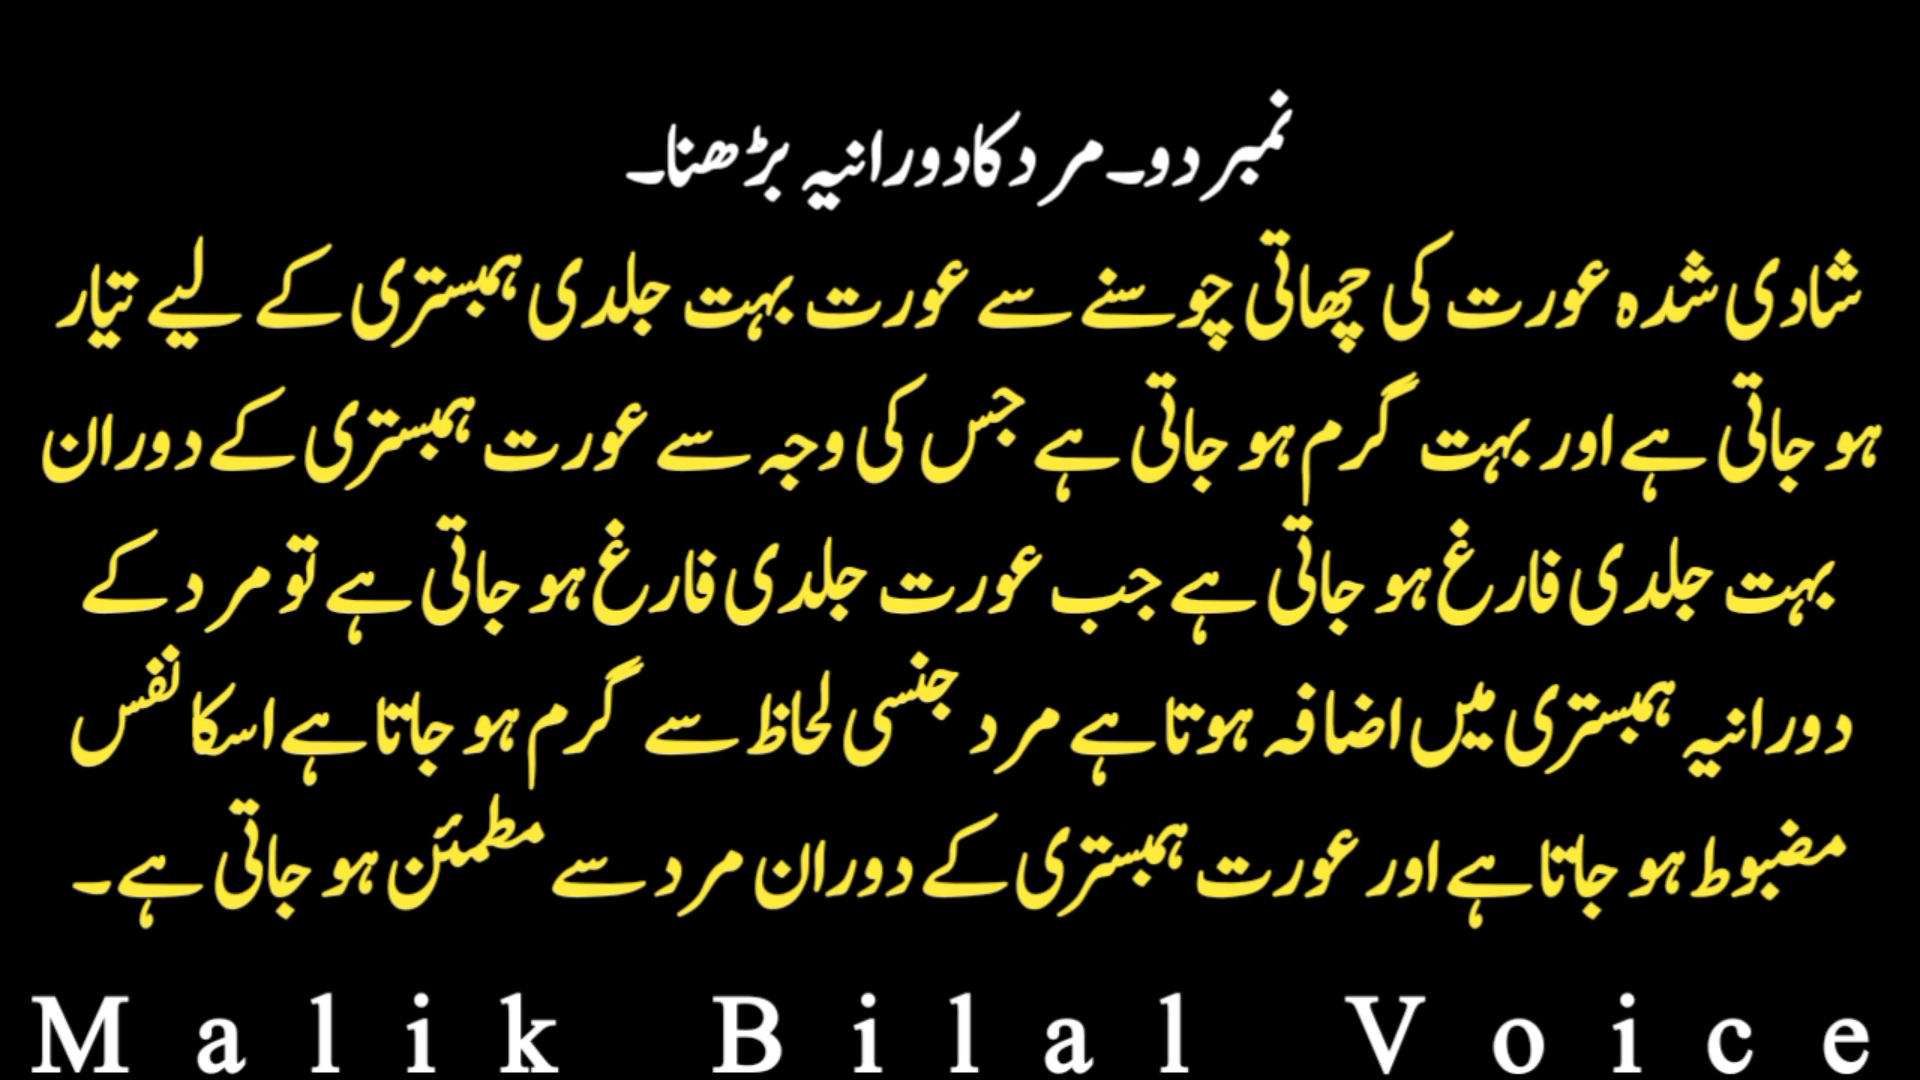 نمبر دو۔ مرد کا دورانیہ بڑھنا۔
شادی شدہ عورت کی چھاتی چوسنے سے عورت بہت جلدی ہمبستری کے لیے تیار
ہو جاتی ہے اور بہت گرم ہو جاتی ہے جس کی وجہ سے عورت ہمبستری کے دوران
بہت جلدی فارغ ہو جاتی ہے جب عورت جلدی فارغ ہو جاتی ہے تو مرد کے
دورانیہ ہمبستری میں اضافہ ہوتا ہے مرد جنسی لحاظ سے گرم ہو جاتا ہے اسکا نفس
مضبوط ہو جاتا ہے اور عورت ہمبستری کے دوران مرد سے مطمئن ہو جاتی ہے۔
Malik Bilal Voice